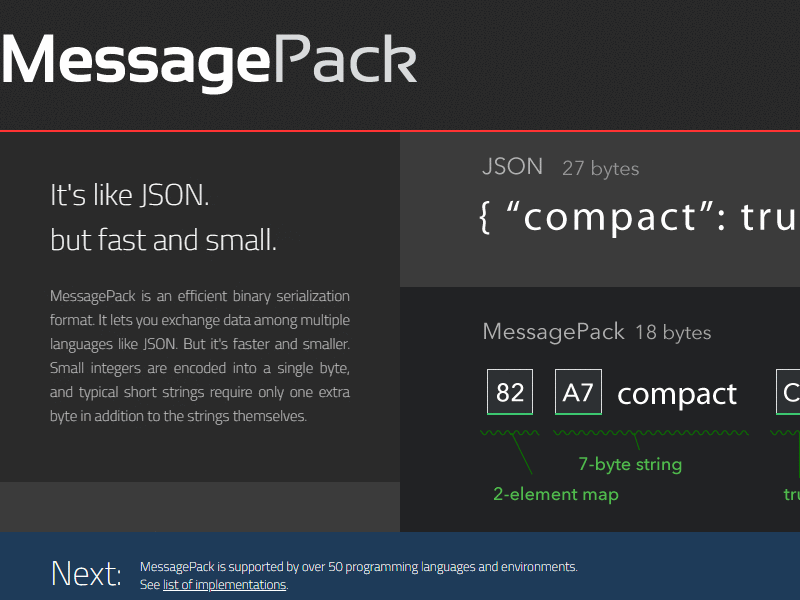 MessagePack
It's like JSON.
but fast and small.
MessagePack is an efficient binary serialization
format. It lets you exchange data among multiple
languages like JSON. But it's faster and smaller.
Small integers are encoded into a single byte,
and typical short strings require only one extra
byte in addition to the strings themselves.
JSON 27 bytes
{ “compact”: tru
MessagePack 18 bytes
82 A7 compact C
7-byte string
2-element map tru
Next:
MessagePack is supported by over 50 programming languages and environments.
See list of implementations.